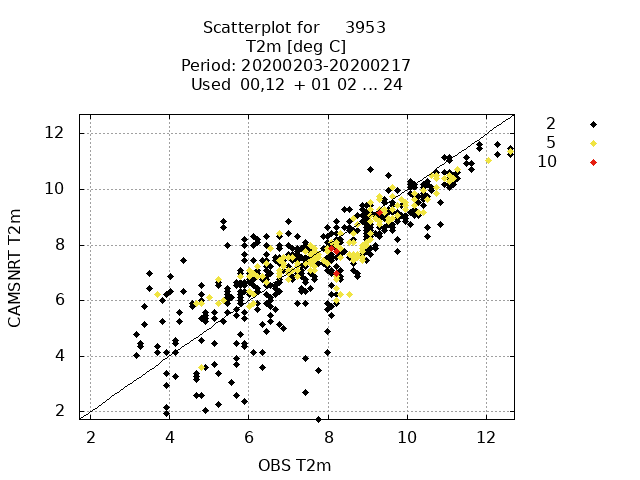 Scatterplot for 3953
T2m [deg C]
Period: 20200203-20200217
Used 00,12 + 01 02 ... 24
2
5
10
12
10
8
6
4
2
CAMSNRT T2m
2 4 6 8 10 12
OBS T2m